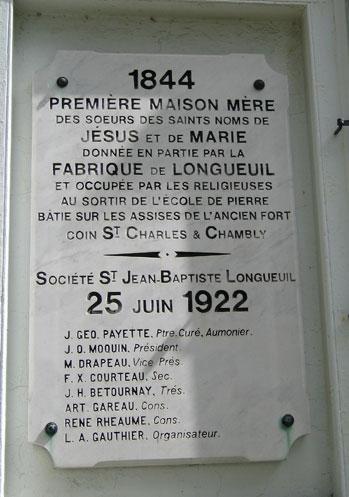 1844
PREMIÈRE MAISON MÈRE
DES SOEURS DES SAINTS NOMS DE
JÉSUS ET DE MARIE
DONNÉE EN PARTIE PAR LA
FABRIQUE DE LONGUEUIL
ET OCCUPÉE PAR LES RELIGIEUSES
AU SORTIR DE L'ÉCOLE DE PIERRE
BÂTIE SUR LES ASSISES DE L'ANCIEN FORT
COIN ST CHARLES & CHAMBLY
SOCIÉTÉ ST JEAN-BAPTISTE LONGUEUIL
25 JUIN 1922
J. GEO. PAYETTE, Ptre.Curé, Aumonier.
J. O. MOQUIN, Président.
M. DRAPEAU, Vice Prés.
F. X. COURTEAU, Sec.
J. H. BETOURNAY, Trés.
ART. GAREAU, Cons.
RENE RHEAUME, Cons.
L. A. GAUTHIER, Organisateur.